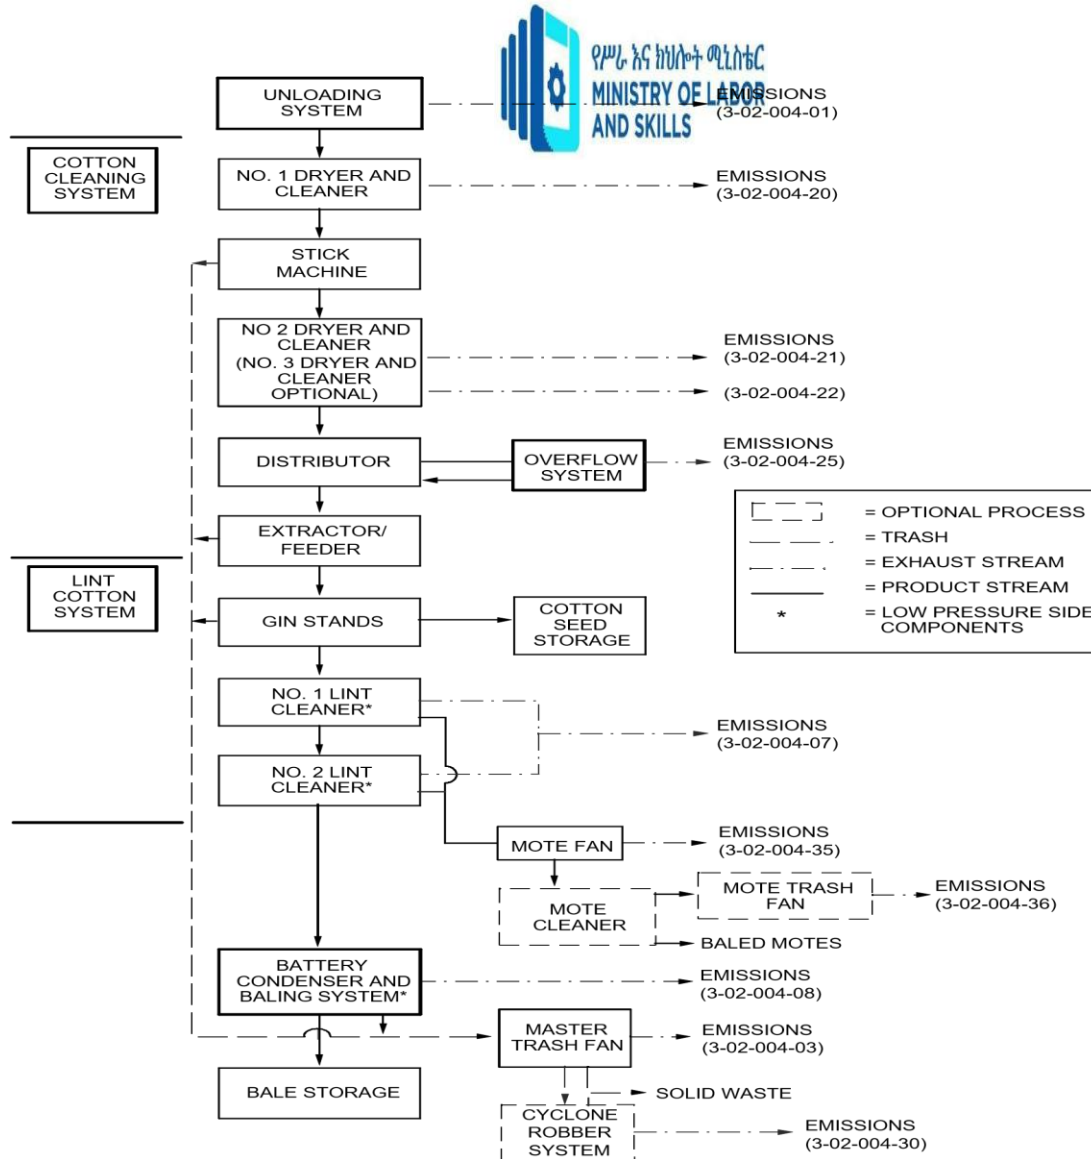 የሥራ እና ክህሎት ሚኒስቴር
MINISTRY OF LABOR
AND SKILLS
UNLOADING
SYSTEM
EMISSIONS
(3-02-004-01)
COTTON
CLEANING
SYSTEM
NO. 1 DRYER AND
CLEANER
EMISSIONS
(3-02-004-20)
STICK
MACHINE
NO 2 DRYER AND
CLEANER
(NO. 3 DRYER AND
CLEANER
OPTIONAL)
EMISSIONS
(3-02-004-21)
(3-02-004-22)
DISTRIBUTOR
OVERFLOW
SYSTEM
EMISSIONS
(3-02-004-25)
= OPTIONAL PROCESS
= TRASH
= EXHAUST STREAM
= PRODUCT STREAM
* = LOW PRESSURE SIDE
COMPONENTS
EXTRACTOR/
FEEDER
LINT
COTTON
SYSTEM
GIN STANDS
COTTON
SEED
STORAGE
NO. 1 LINT
CLEANER*
EMISSIONS
(3-02-004-07)
NO. 2 LINT
CLEANER*
MOTE FAN
EMISSIONS
(3-02-004-35)
MOTE
CLEANER
MOTE TRASH
FAN
EMISSIONS
(3-02-004-36)
BALED MOTES
BATTERY
CONDENSER AND
BALING SYSTEM*
EMISSIONS
(3-02-004-08)
MASTER
TRASH FAN
EMISSIONS
(3-02-004-03)
BALE STORAGE
SOLID WASTE
CYCLONE
ROBBER
SYSTEM
EMISSIONS
(3-02-004-30)